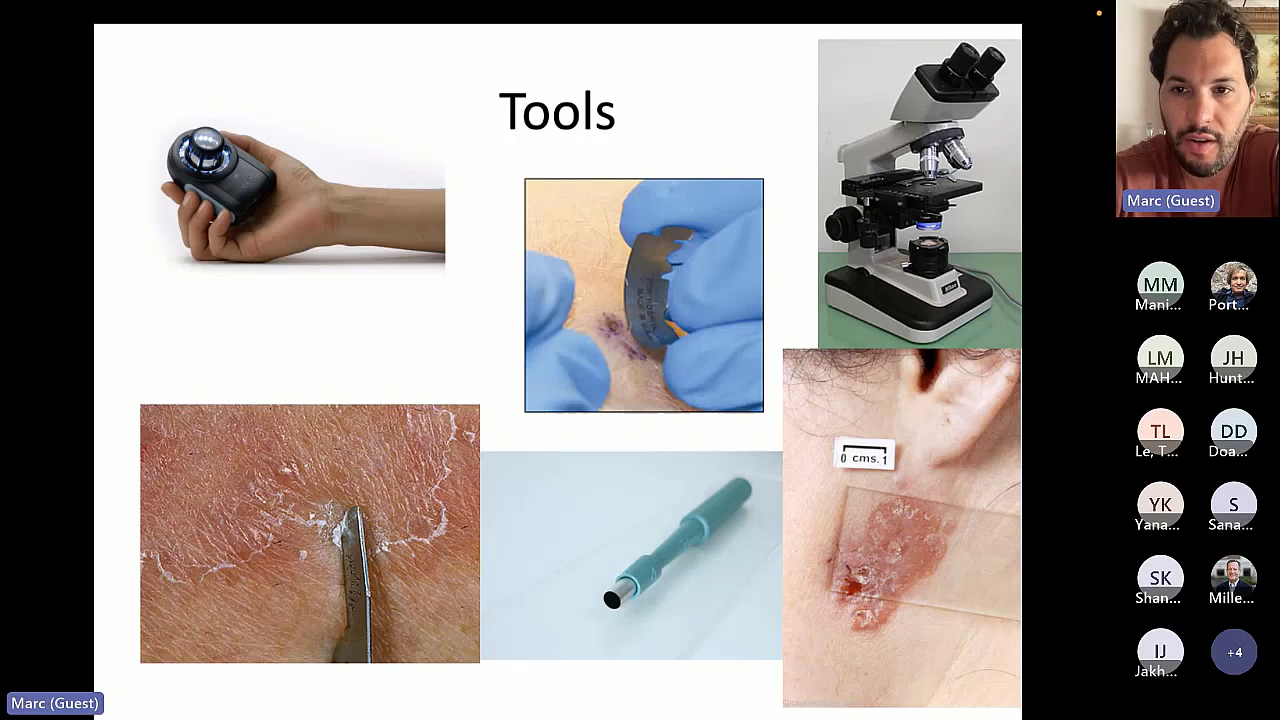 Tools
0 cms. 1
Nikon
Marc (Guest)
MM
Mani...
Port...
LM
MAH...
JH
Hunt...
TL
Le, T...
DD
Doa...
YK
Yana...
S
Sana...
SK
Shan...
Mille...
IJ
Jakh...
+4
Marc (Guest)